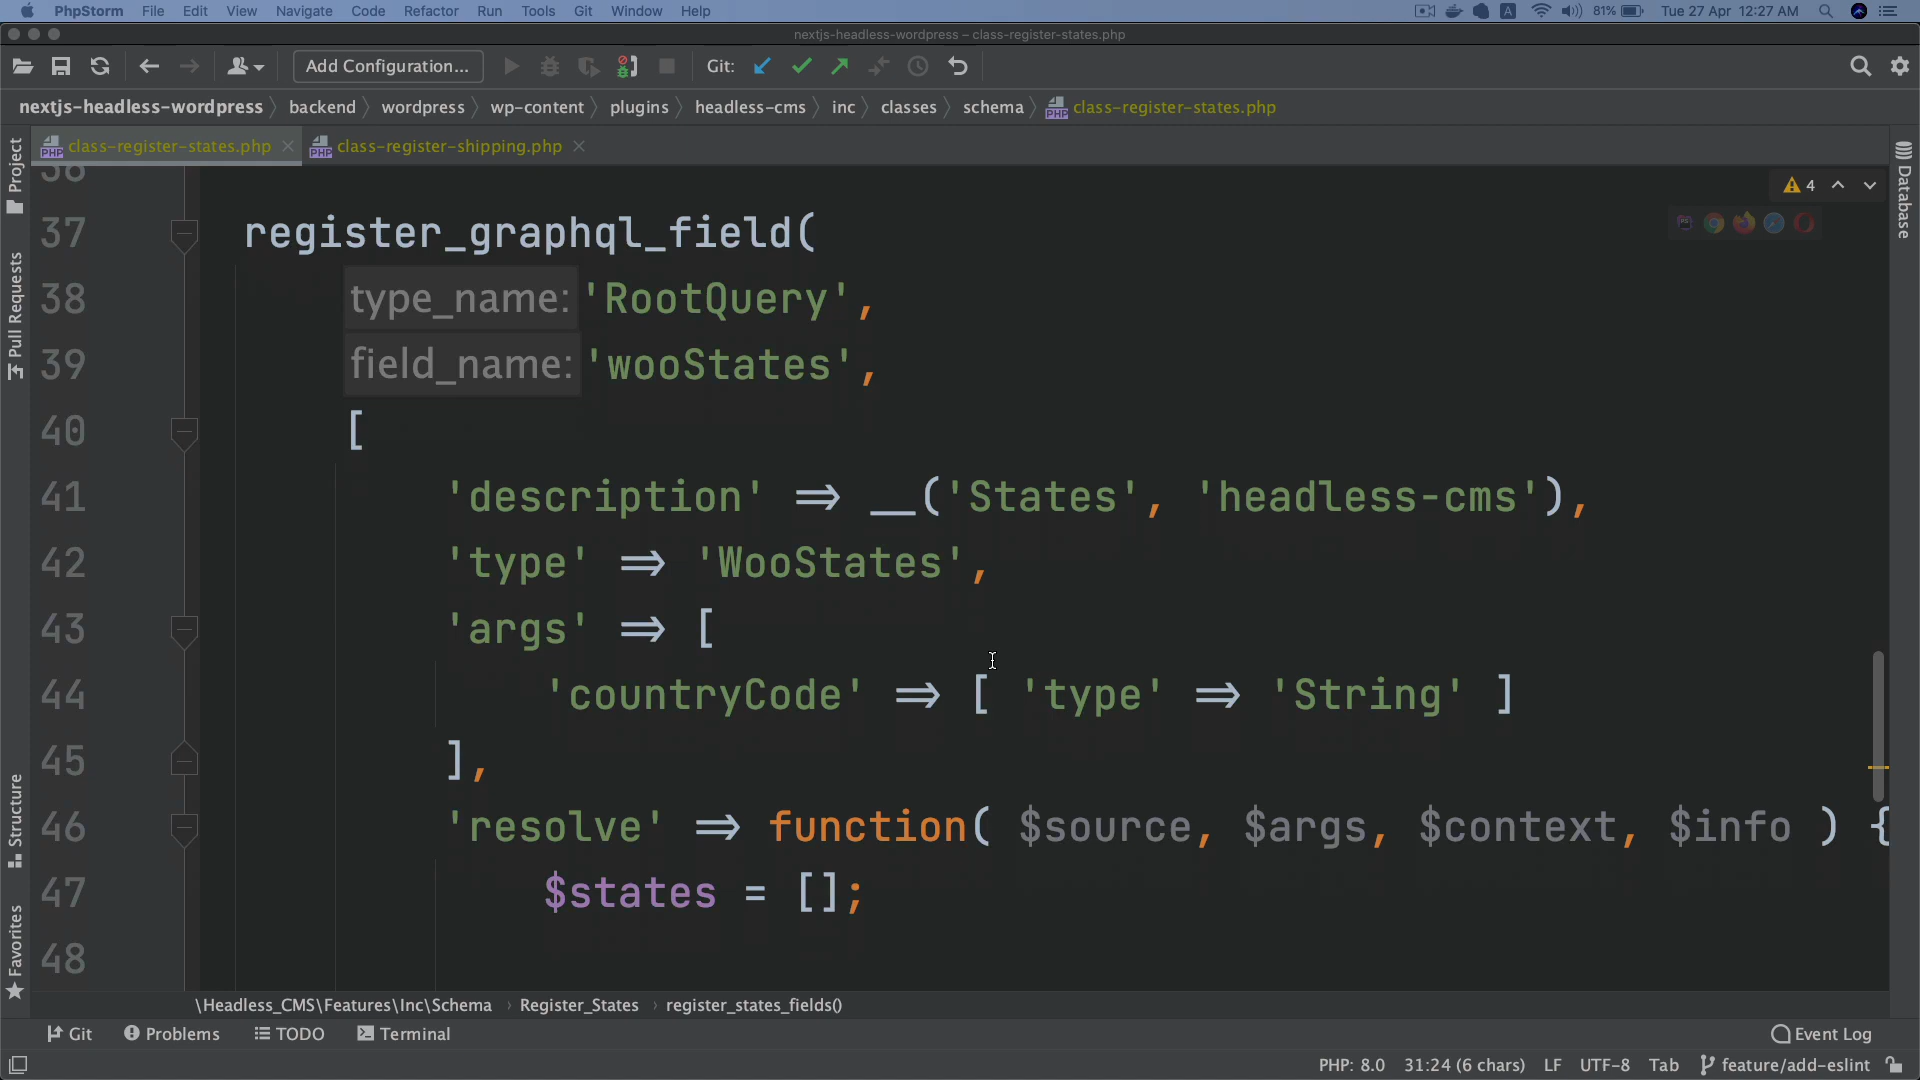 PhpStorm File Edit View Navigate Code Refactor Run Tools Git Window Help A 81% Tue 27 Apr 12:27 AM
nextjs-headless-wordpress – class-register-states.php
Add Configuration... Git:
nextjs-headless-wordpress backend wordpress wp-content plugins headless-cms inc classes schema class-register-states.php
class-register-states.php class-register-shipping.php
Project
Pull Requests
Structure
Favorites
Database
4
36
37 register_graphql_field(
38 type_name: 'RootQuery',
39 field_name: 'wooStates',
40 [
41 'description' => __('States', 'headless-cms'),
42 'type' => 'WooStates',
43 'args' => [
44 'countryCode' => [ 'type' => 'String' ]
45 ],
46 'resolve' => function( $source, $args, $context, $info ) {
47 $states = [];
48
\Headless_CMS\Features\Inc\Schema › Register_States › register_states_fields()
Git Problems TODO Terminal Event Log
PHP: 8.0 31:24 (6 chars) LF UTF-8 Tab feature/add-eslint